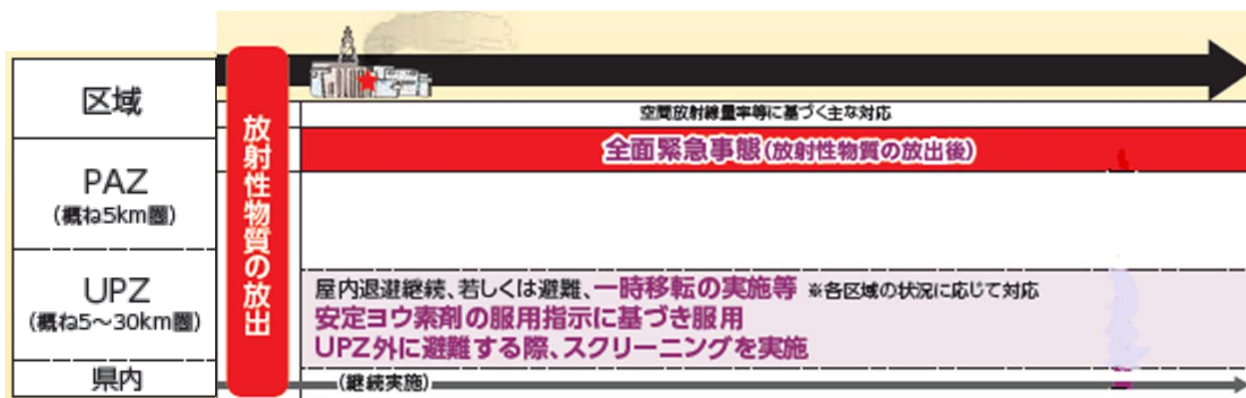 区域
放射性物質の放出
空間放射線量率等に基づく主な対応
全面緊急事態(放射性物質の放出後)
PAZ
(概ね5km圏)
UPZ
(概ね5〜30km圏)
屋内退避継続、若しくは避難、一時移転の実施等 ※各区域の状況に応じて対応
安定ヨウ素剤の服用指示に基づき服用
UPZ外に避難する際、スクリーニングを実施
県内
(継続実施)